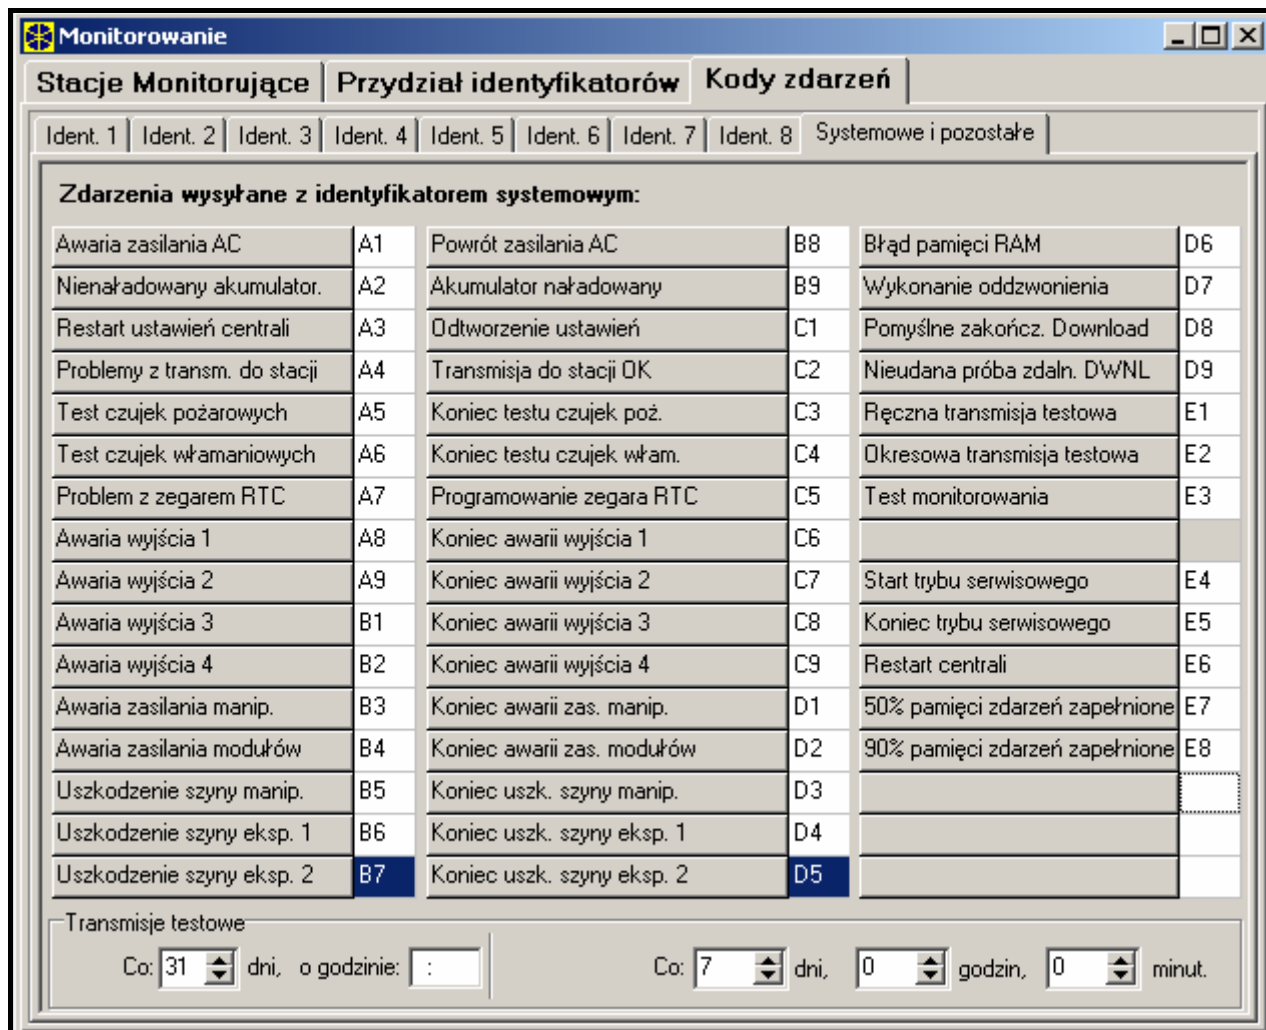 Monitorowanie
Stacje Monitorujące Przydział identyfikatorów Kody zdarzeń
Ident. 1 Ident. 2 Ident. 3 Ident. 4 Ident. 5 Ident. 6 Ident. 7 Ident. 8 Systemowe i pozostałe
Zdarzenia wysyłane z identyfikatorem systemowym:
Awaria zasilania AC A1 Powrót zasilania AC B8 Błąd pamięci RAM D6
Nienaładowany akumulator. A2 Akumulator naładowany B9 Wykonanie oddzwonienia D7
Restart ustawień centrali A3 Odtworzenie ustawień C1 Pomyślne zakończ. Download D8
Problemy z transm. do stacji A4 Transmisja do stacji OK C2 Nieudana próba zdaln. DWNL D9
Test czujek pożarowych A5 Koniec testu czujek poż. C3 Ręczna transmisja testowa E1
Test czujek włamaniowych A6 Koniec testu czujek włam. C4 Okresowa transmisja testowa E2
Problem z zegarem RTC A7 Programowanie zegara RTC C5 Test monitorowania E3
Awaria wyjścia 1 A8 Koniec awarii wyjścia 1 C6
Awaria wyjścia 2 A9 Koniec awarii wyjścia 2 C7 Start trybu serwisowego E4
Awaria wyjścia 3 B1 Koniec awarii wyjścia 3 C8 Koniec trybu serwisowego E5
Awaria wyjścia 4 B2 Koniec awarii wyjścia 4 C9 Restart centrali E6
Awaria zasilania manip. B3 Koniec awarii zas. manip. D1 50% pamięci zdarzeń zapełnione E7
Awaria zasilania modułów B4 Koniec awarii zas. modułów D2 90% pamięci zdarzeń zapełnione E8
Uszkodzenie szyny manip. B5 Koniec uszk. szyny manip. D3
Uszkodzenie szyny eksp. 1 B6 Koniec uszk. szyny eksp. 1 D4
Uszkodzenie szyny eksp. 2 B7 Koniec uszk. szyny eksp. 2 D5
Transmisje testowe
Co: 31 dni, o godzinie: : Co: 7 dni, 0 godzin, 0 minut.